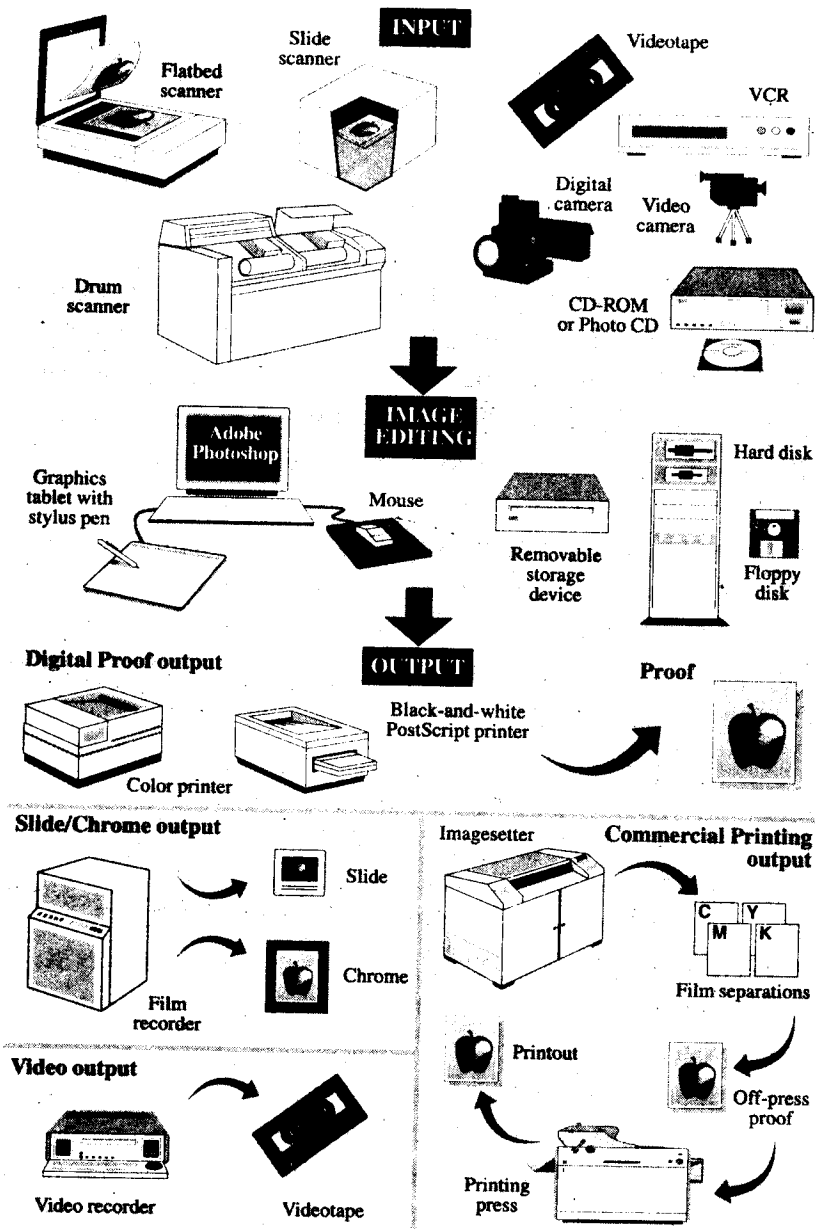 INPUT
Flatbed
scanner
Slide
scanner
Videotape
VCR
Digital
camera
Video
camera
Drum
scanner
CD-ROM
or Photo CD
IMAGE
EDITING
Adobe
Photoshop
Graphics
tablet with
stylus pen
Mouse
Removable
storage
device
Hard disk
Floppy
disk
OUTPUT
Digital Proof output
Color printer
Black-and-white
PostScript printer
Proof
Slide/Chrome output
Slide
Chrome
Film
recorder
Video output
Video recorder
Videotape
Commercial Printing
output
Imagesetter
C Y
M K
Film separations
Off-press
proof
Printing
press
Printout